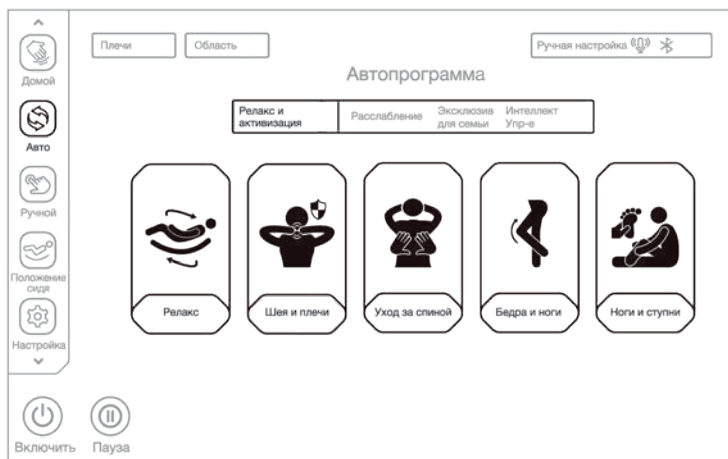 Плечи
Область
Ручная настройка
Автопрограмма
Релакс и
активизация
Расслабление
Эксклюзив
для семьи
Интеллект
Упр-е
Домой
Авто
Ручной
Положение
сидя
Настройка
Релакс
Шея и плечи
Уход за спиной
Бедра и ноги
Ноги и ступни
Включить
Пауза